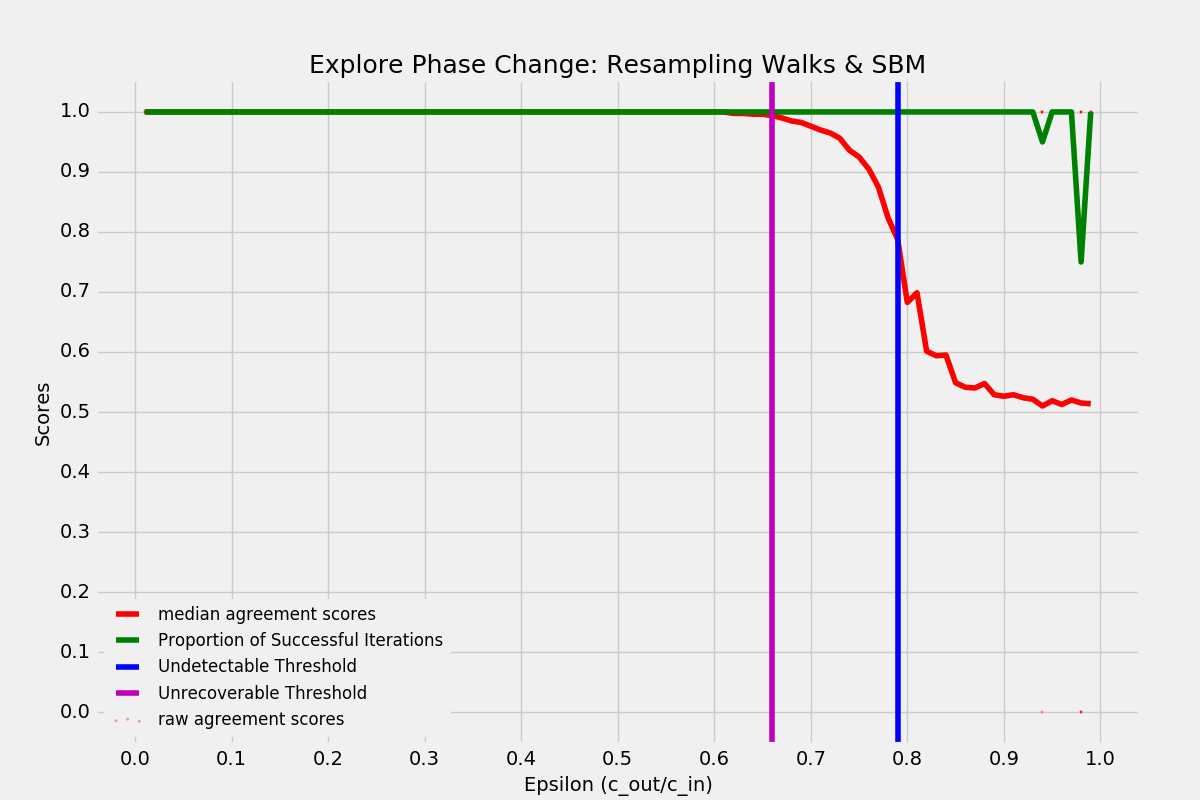 Explore Phase Change: Resampling Walks & SBM
Scores
1.0
0.9
0.8
0.7
0.6
0.5
0.4
0.3
0.2
0.1
0.0
median agreement scores
Proportion of Successful Iterations
Undetectable Threshold
Unrecoverable Threshold
raw agreement scores
0.0 0.1 0.2 0.3 0.4 0.5 0.6 0.7 0.8 0.9 1.0
Epsilon (c_out/c_in)